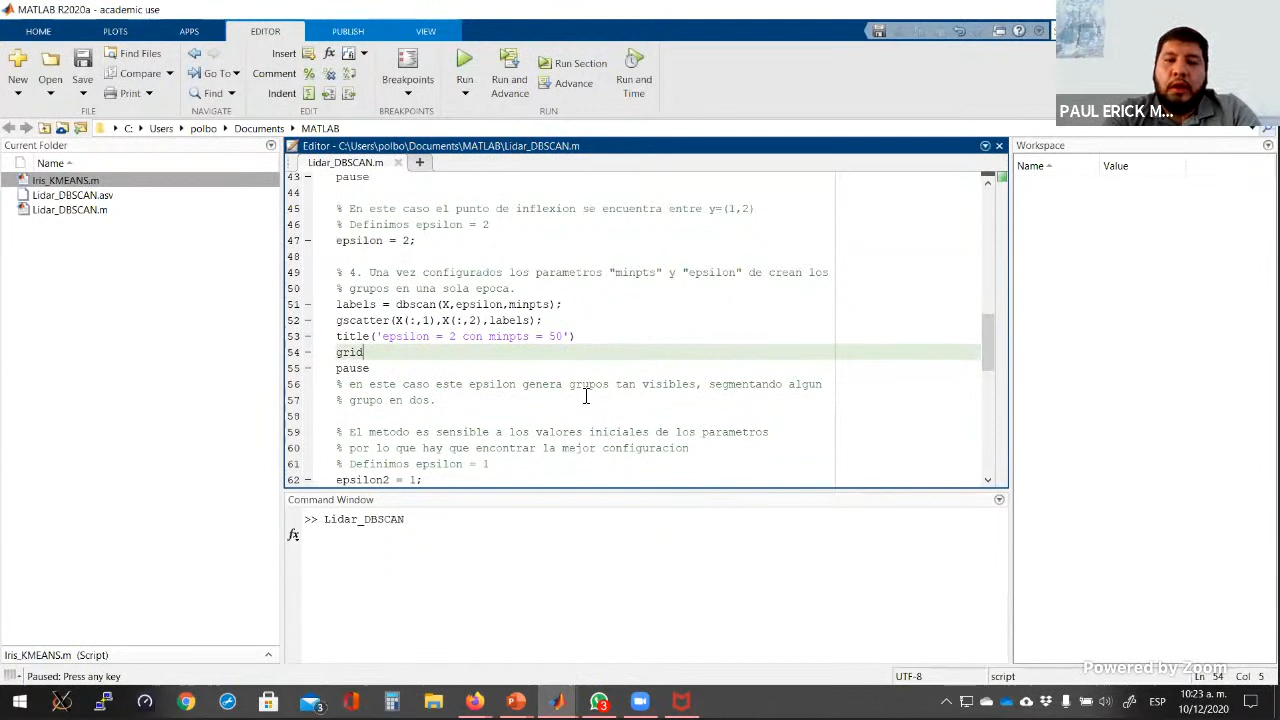 MATLAB R2020a - academic use
HOME PLOTS APPS EDITOR PUBLISH VIEW
New Open Save Find Files Compare Print
FILE
Go To Find
NAVIGATE
Insert Comment Indent
EDIT
Breakpoints
BREAKPOINTS
Run Run and Advance Run Section Advance Run and Time
RUN
PAUL ERICK M...
C: Users polbo Documents MATLAB
Current Folder
Name
Iris_KMEANS.m
Lidar_DBSCAN.asv
Lidar_DBSCAN.m
Iris_KMEANS.m (Script)
Editor - C:\Users\polbo\Documents\MATLAB\Lidar_DBSCAN.m
Lidar_DBSCAN.m
43 pause
44
45 % En este caso el punto de inflexion se encuentra entre y=(1,2)
46 % Definimos epsilon = 2
47 epsilon = 2;
48
49 % 4. Una vez configurados los parametros "minpts" y "epsilon" de crean los
50 % grupos en una sola epoca.
51 labels = dbscan(X,epsilon,minpts);
52 gscatter(X(:,1),X(:,2),labels);
53 title('epsilon = 2 con minpts = 50')
54 grid
55 pause
56 % en este caso este epsilon genera grupos tan visibles, segmentando algun
57 % grupo en dos.
58
59 % El metodo es sensible a los valores iniciales de los parametros
60 % por lo que hay que encontrar la mejor configuracion
61 % Definimos epsilon = 1
62 epsilon2 = 1;
Command Window
>> Lidar_DBSCAN
fx
Workspace
Name Value
Paused: Press any key
UTF-8 script Ln 54 Col 5
Powered by Zoom
3
3
ESP
10:23 a. m.
10/12/2020